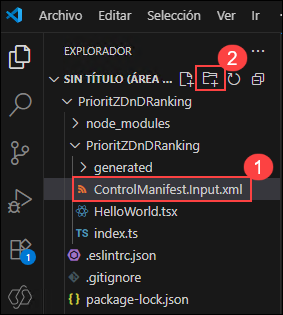 Archivo Editar Selección Ver Ir
EXPLORADOR
2
SIN TÍTULO (ÁREA ...
PrioritZDnDRanking
node_modules
PrioritZDnDRanking
generated
1
ControlManifest.Input.xml
HelloWorld.tsx
TS index.ts
.eslintrc.json
.gitignore
package-lock.json
1